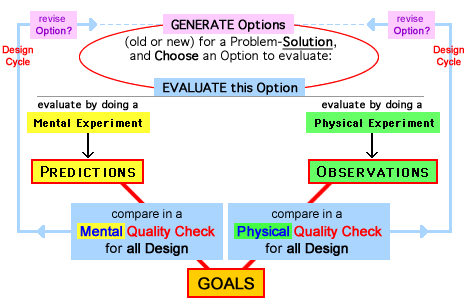 revise
Option?
GENERATE Options
revise
Option?
(old or new) for a Problem-Solution,
and Choose an Option to evaluate:
Design
Cycle
Design
Cycle
EVALUATE this Option
evaluate by doing a
Mental Experiment
evaluate by doing a
Physical Experiment
PREDICTIONS
OBSERVATIONS
compare in a
Mental Quality Check
for all Design
compare in a
Physical Quality Check
for all Design
GOALS